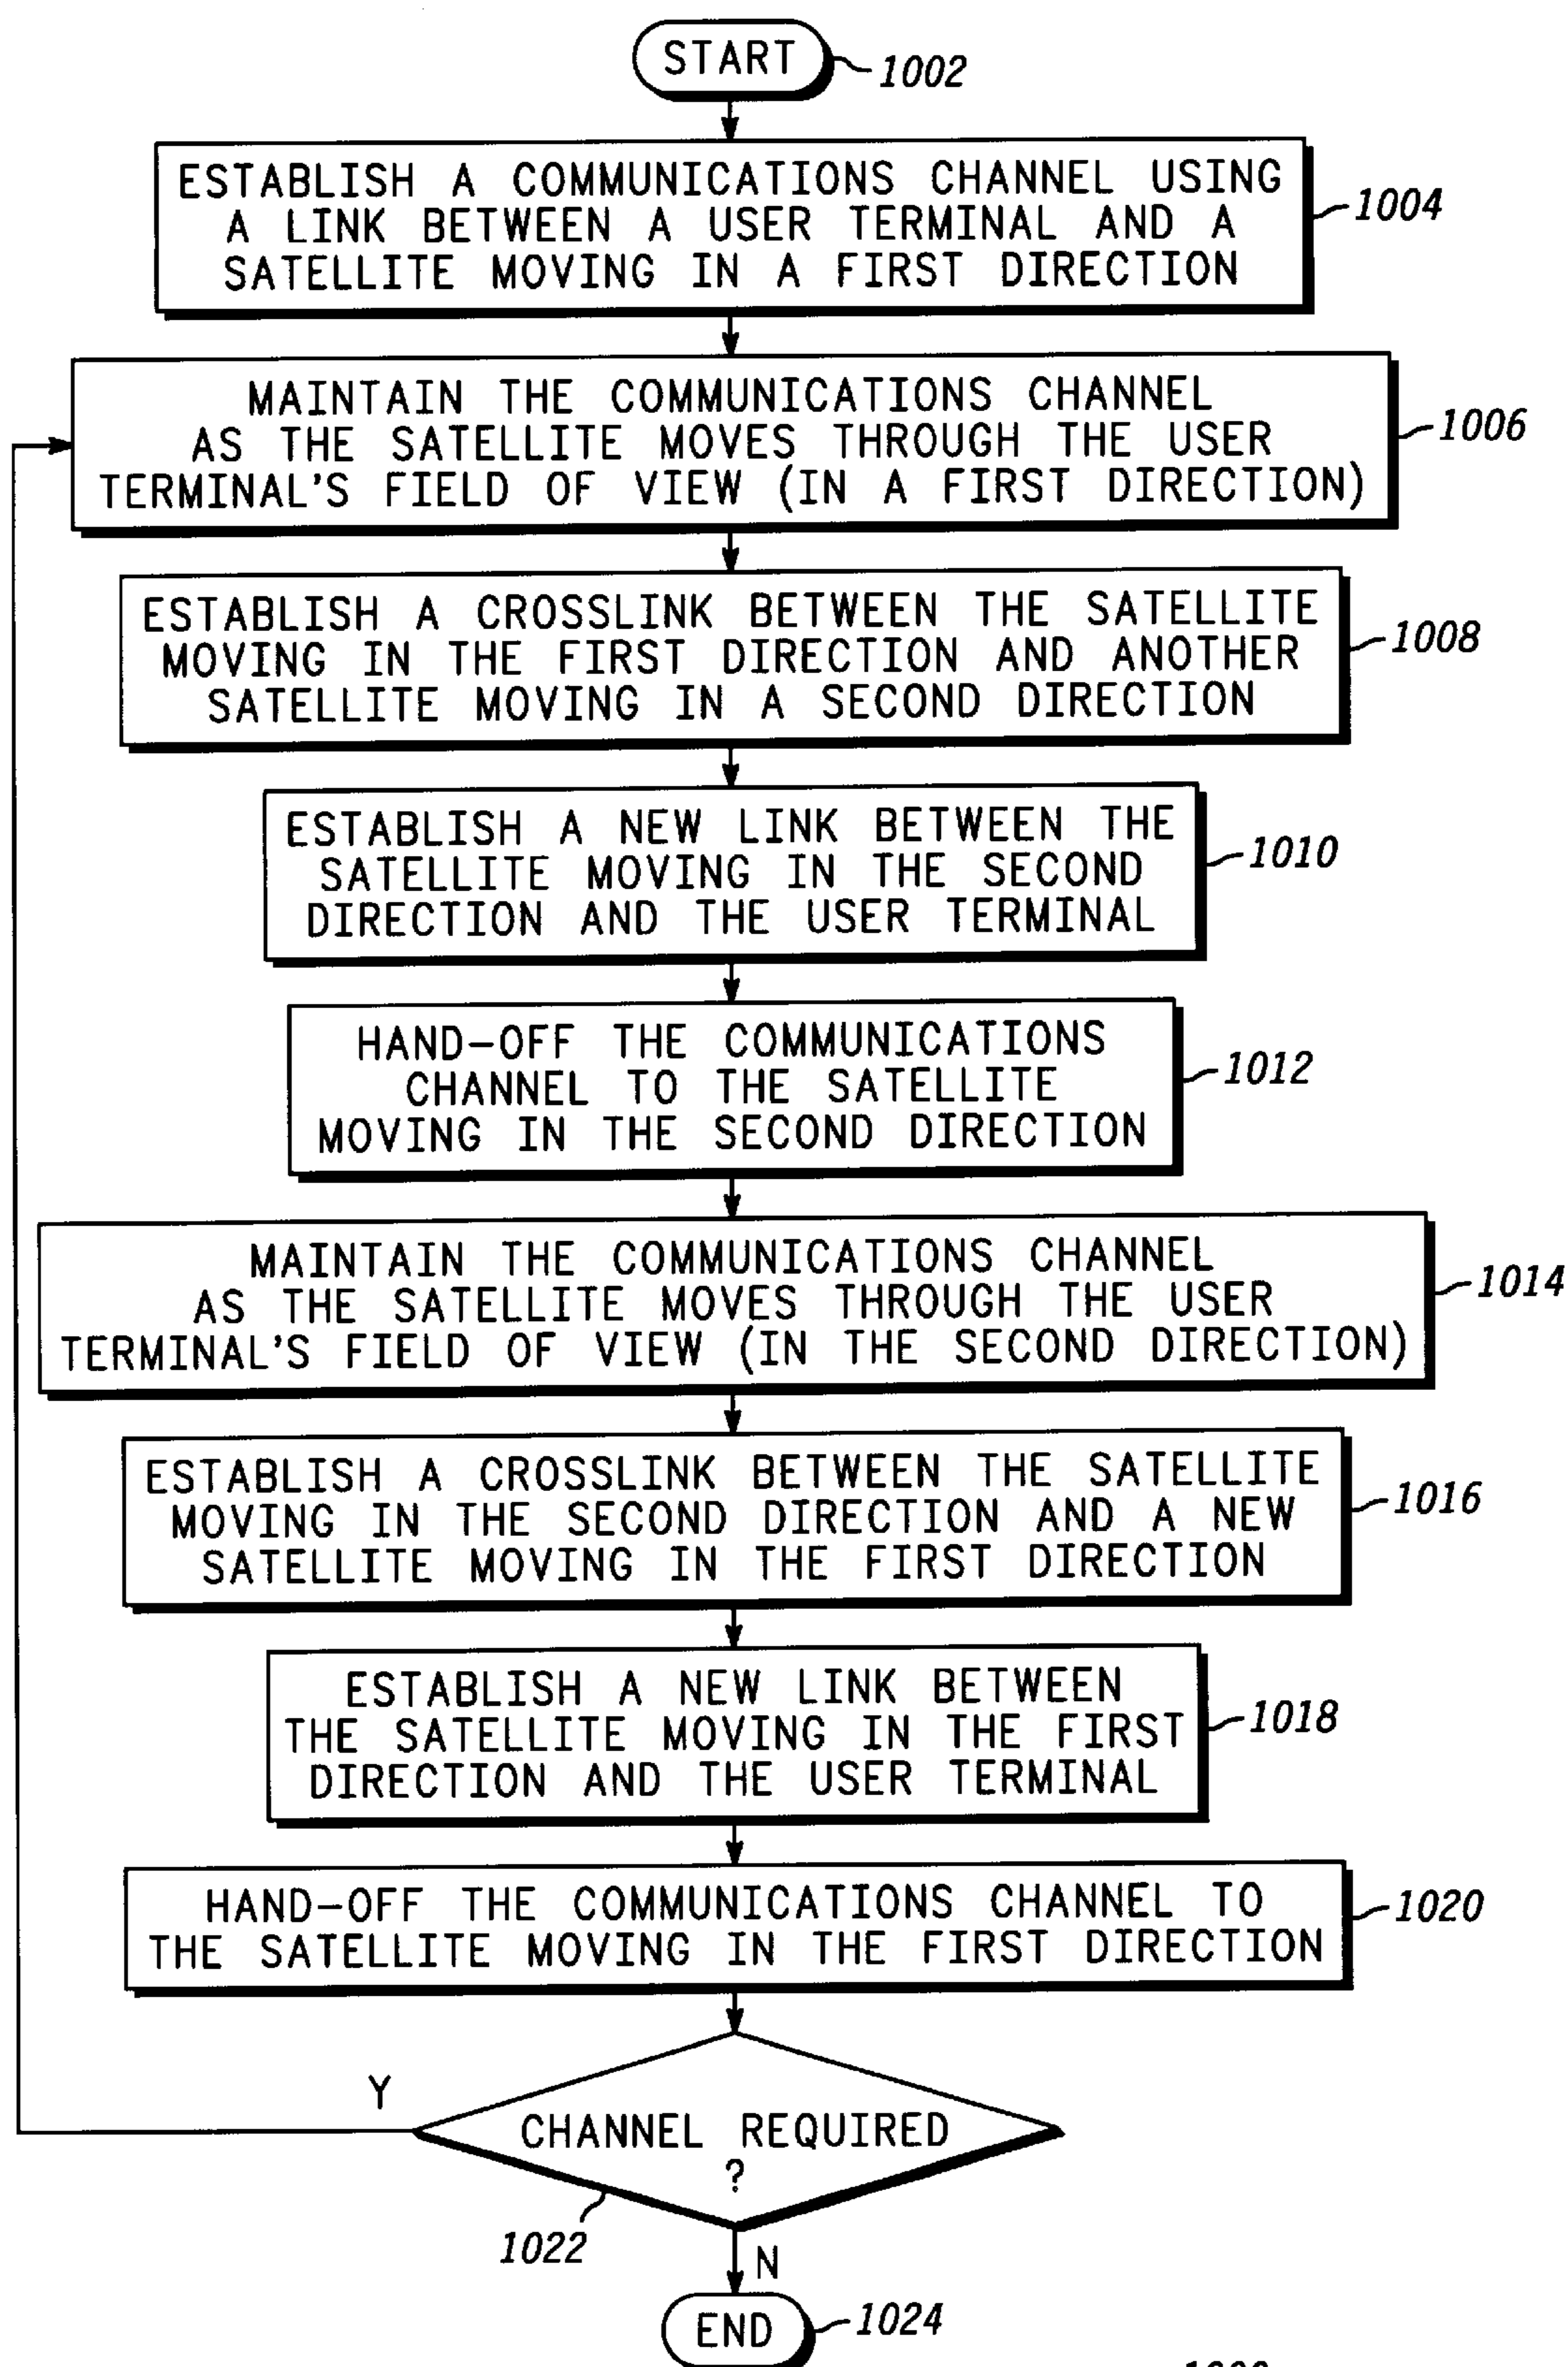 START
1002
ESTABLISH A COMMUNICATIONS CHANNEL USING
A LINK BETWEEN A USER TERMINAL AND A
SATELLITE MOVING IN A FIRST DIRECTION
1004
MAINTAIN THE COMMUNICATIONS CHANNEL
AS THE SATELLITE MOVES THROUGH THE USER
TERMINAL'S FIELD OF VIEW (IN A FIRST DIRECTION)
1006
ESTABLISH A CROSSLINK BETWEEN THE SATELLITE
MOVING IN THE FIRST DIRECTION AND ANOTHER
SATELLITE MOVING IN A SECOND DIRECTION
1008
ESTABLISH A NEW LINK BETWEEN THE
SATELLITE MOVING IN THE SECOND
DIRECTION AND THE USER TERMINAL
1010
HAND-OFF THE COMMUNICATIONS
CHANNEL TO THE SATELLITE
MOVING IN THE SECOND DIRECTION
1012
MAINTAIN THE COMMUNICATIONS CHANNEL
AS THE SATELLITE MOVES THROUGH THE USER
TERMINAL'S FIELD OF VIEW (IN THE SECOND DIRECTION)
1014
ESTABLISH A CROSSLINK BETWEEN THE SATELLITE
MOVING IN THE SECOND DIRECTION AND A NEW
SATELLITE MOVING IN THE FIRST DIRECTION
1016
ESTABLISH A NEW LINK BETWEEN
THE SATELLITE MOVING IN THE FIRST
DIRECTION AND THE USER TERMINAL
1018
HAND-OFF THE COMMUNICATIONS CHANNEL TO
THE SATELLITE MOVING IN THE FIRST DIRECTION
1020
Y
CHANNEL REQUIRED
?
1022
N
END
1024